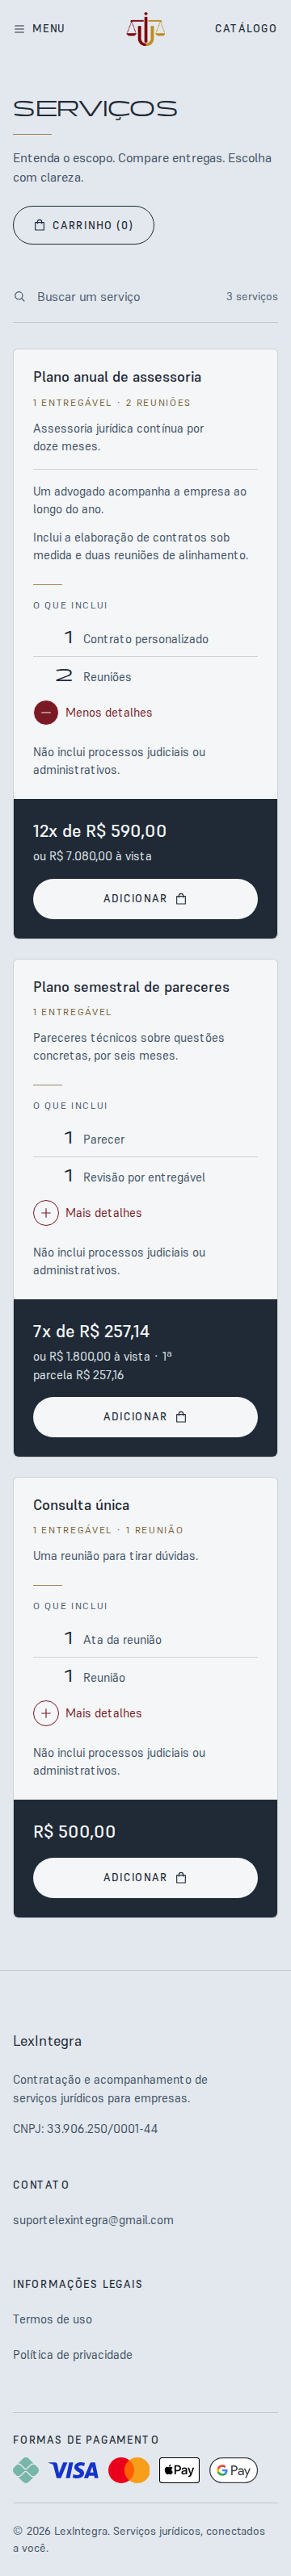 MENU
CATÁLOGO
SERVIÇOS
Entenda o escopo. Compare entregas. Escolha
com clareza.
CARRINHO (0)
Buscar um serviço
3 serviços
Plano anual de assessoria
1 ENTREGÁVEL · 2 REUNIÕES
Assessoria jurídica contínua por
doze meses.
Um advogado acompanha a empresa ao
longo do ano.
Inclui a elaboração de contratos sob
medida e duas reuniões de alinhamento.
O QUE INCLUI
1 Contrato personalizado
2 Reuniões
Menos detalhes
Não inclui processos judiciais ou
administrativos.
12x de R$ 590,00
ou R$ 7.080,00 à vista
ADICIONAR
Plano semestral de pareceres
1 ENTREGÁVEL
Pareceres técnicos sobre questões
concretas, por seis meses.
O QUE INCLUI
1 Parecer
1 Revisão por entregável
Mais detalhes
Não inclui processos judiciais ou
administrativos.
7x de R$ 257,14
ou R$ 1.800,00 à vista · 1ª
parcela R$ 257,16
ADICIONAR
Consulta única
1 ENTREGÁVEL · 1 REUNIÃO
Uma reunião para tirar dúvidas.
O QUE INCLUI
1 Ata da reunião
1 Reunião
Mais detalhes
Não inclui processos judiciais ou
administrativos.
R$ 500,00
ADICIONAR
LexIntegra
Contratação e acompanhamento de
serviços jurídicos para empresas.
CNPJ: 33.906.250/0001-44
CONTATO
suportelexintegra@gmail.com
INFORMAÇÕES LEGAIS
Termos de uso
Política de privacidade
FORMAS DE PAGAMENTO
VISA
Pay
G Pay
© 2026 LexIntegra. Serviços jurídicos, conectados
a você.